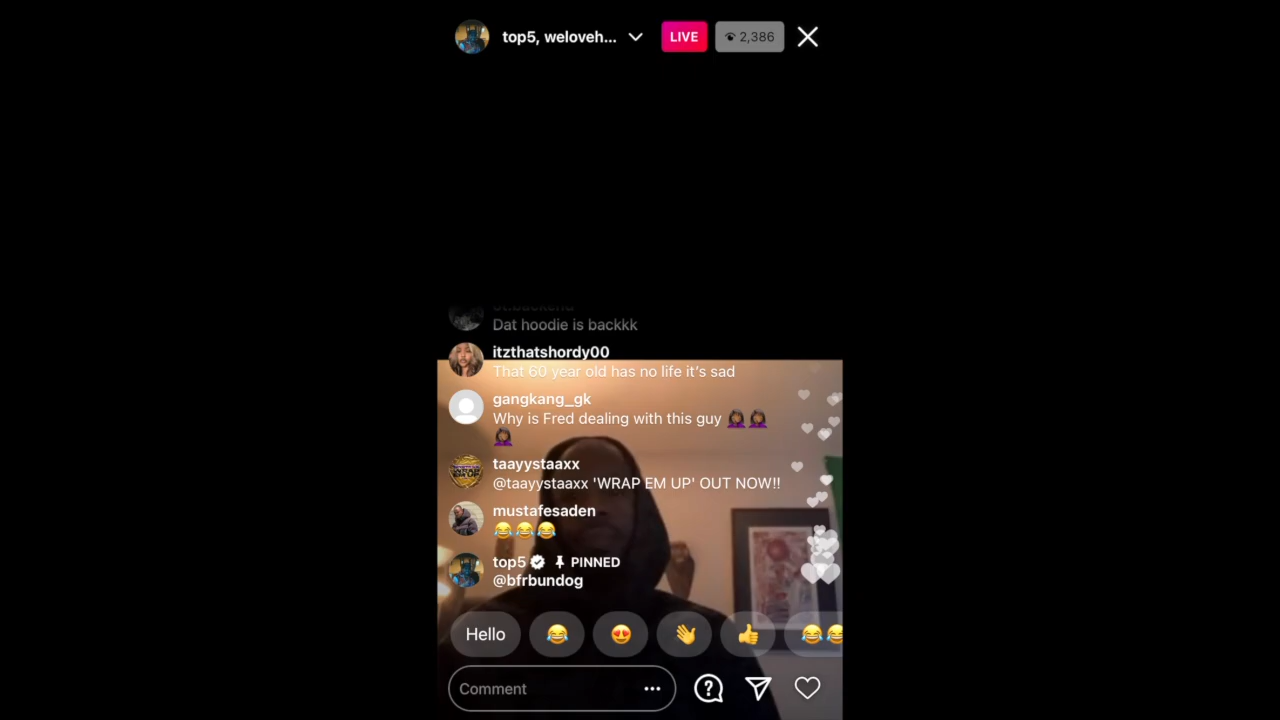 top5, weloveh...
LIVE
2,386
Dat hoodie is backkk
itzthatshordy00
That 60 year old has no life it's sad
gangkang_gk
Why is Fred dealing with this guy 🤦🏾‍♀️🤦🏾‍♀️
🤦🏾‍♀️
taayystaaxx
@taayystaaxx 'WRAP EM UP' OUT NOW!!
mustafesaden
😂😂😂
top5 PINNED
@bfrbundog
Hello 😂 😍 👋 👍 😂😂
Comment